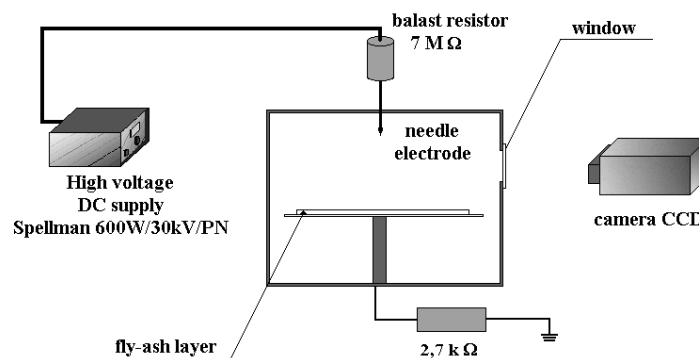 balast resistor
7 M Ω
window
needle
electrode
High voltage
DC supply
Spellman 600W/30kV/PN
camera CCD
fly-ash layer
2,7 k Ω